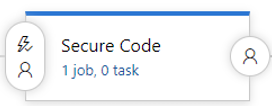 Secure Code
1 job, 0 task